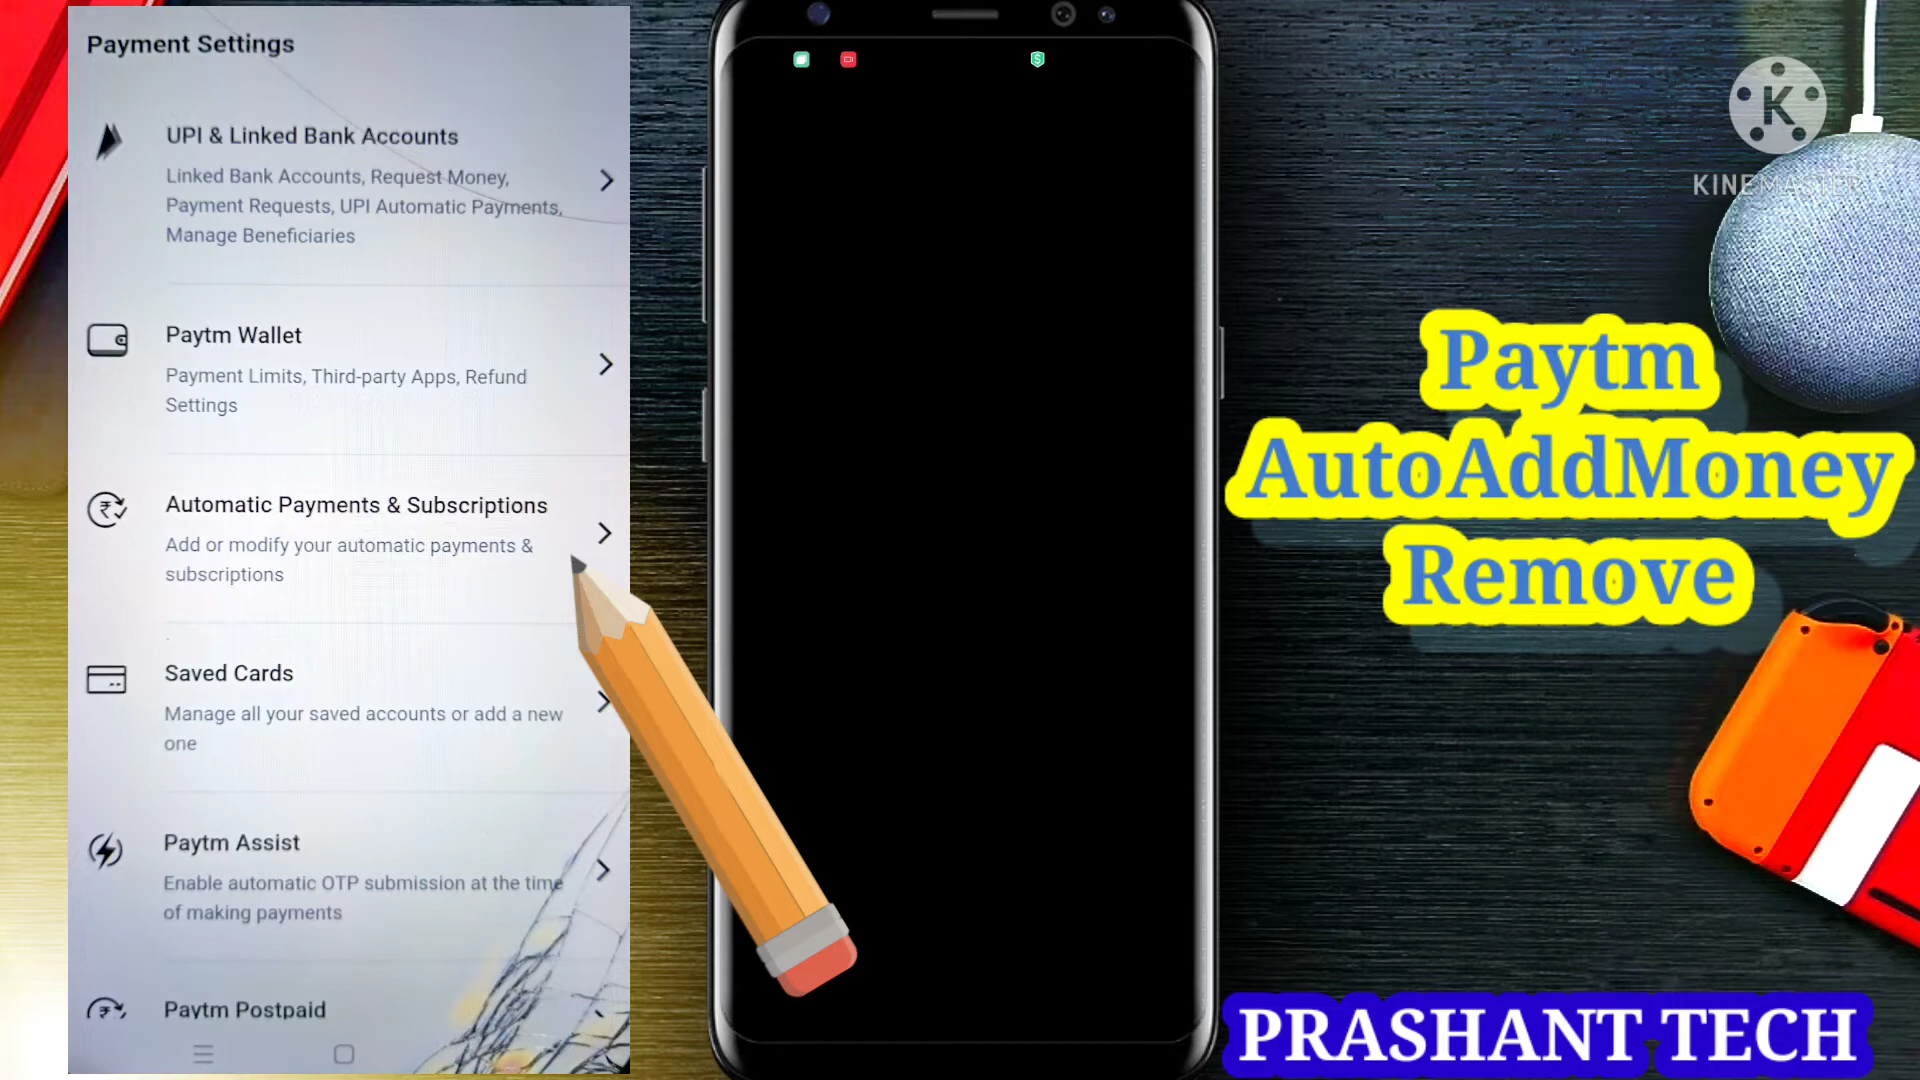 Payment Settings
UPI & Linked Bank Accounts
Linked Bank Accounts, Request Money,
Payment Requests, UPI Automatic Payments,
Manage Beneficiaries
Paytm Wallet
Payment Limits, Third-party Apps, Refund
Settings
Automatic Payments & Subscriptions
Add or modify your automatic payments &
subscriptions
Saved Cards
Manage all your saved accounts or add a new
one
Paytm Assist
Enable automatic OTP submission at the time
of making payments
Paytm Postpaid
K
KINEMASTER
Paytm
AutoAddMoney
Remove
PRASHANT TECH